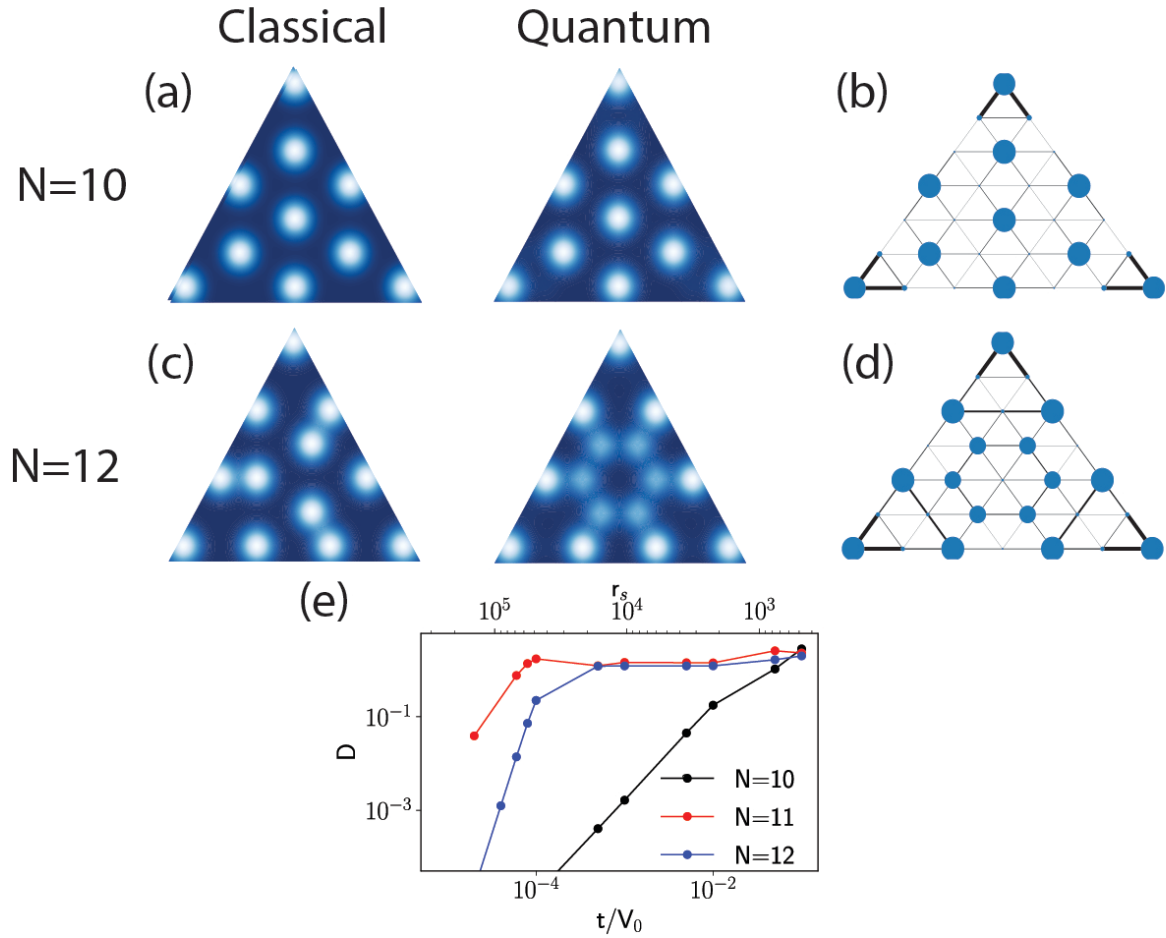 Classical Quantum
(a) (b)
N=10
(c) (d)
N=12
(e)
r_s
10^5 10^4 10^3
10^-1
D
10^-3
N=10
N=11
N=12
10^-4 10^-2
t/V_0